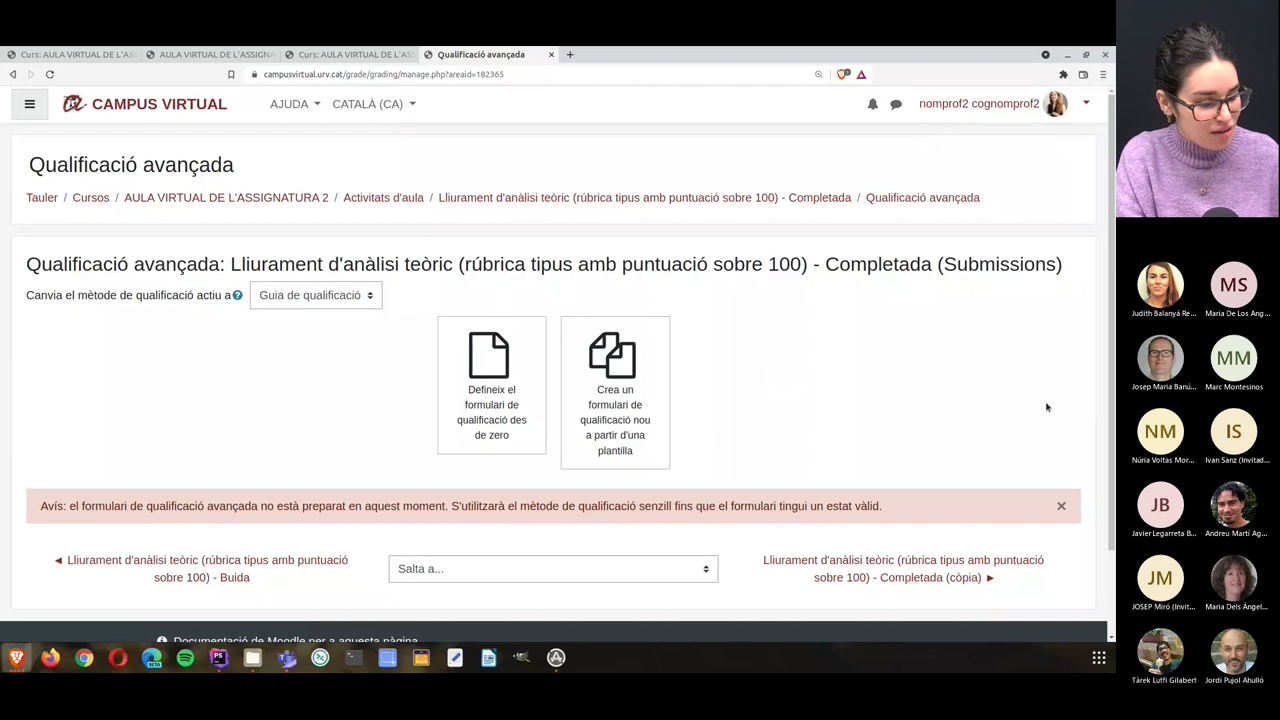 Curs: AULA VIRTUAL DE L'AS
AULA VIRTUAL DE L'ASSIGNA
Curs: AULA VIRTUAL DE L'AS
Qualificació avançada
campusvirtual.urv.cat/grade/grading/manage.php?areaid=182365
CAMPUS VIRTUAL
AJUDA
CATALÀ (CA)
nomprof2 cognomprof2
Qualificació avançada
Tauler / Cursos / AULA VIRTUAL DE L'ASSIGNATURA 2 / Activitats d'aula / Lliurament d'anàlisi teòric (rúbrica tipus amb puntuació sobre 100) - Completada / Qualificació avançada
Qualificació avançada: Lliurament d'anàlisi teòric (rúbrica tipus amb puntuació sobre 100) - Completada (Submissions)
Canvia el mètode de qualificació actiu a
Guia de qualificació
Defineix el
formulari de
qualificació des
de zero
Crea un
formulari de
qualificació nou
a partir d'una
plantilla
Avís: el formulari de qualificació avançada no està preparat en aquest moment. S'utilitzarà el mètode de qualificació senzill fins que el formulari tingui un estat vàlid.
◄ Lliurament d'anàlisi teòric (rúbrica tipus amb puntuació
sobre 100) - Buida
Salta a...
Lliurament d'anàlisi teòric (rúbrica tipus amb puntuació
sobre 100) - Completada (còpia) ►
Documentació de Moodle per a aquesta pàgina
MS
Judith Balanyá Re...
Maria De Los Ang...
MM
Josep Maria Banú...
Marc Montesinos
NM
IS
Núria Voltas Mor...
Ivan Sanz (Invitad...
JB
Javier Legarreta B...
Andreu Martí Ag...
JM
JOSEP Miró (Invit...
Maria Dels Àngel...
Tàrek Lutfi Gilabert
Jordi Pujol Ahulló